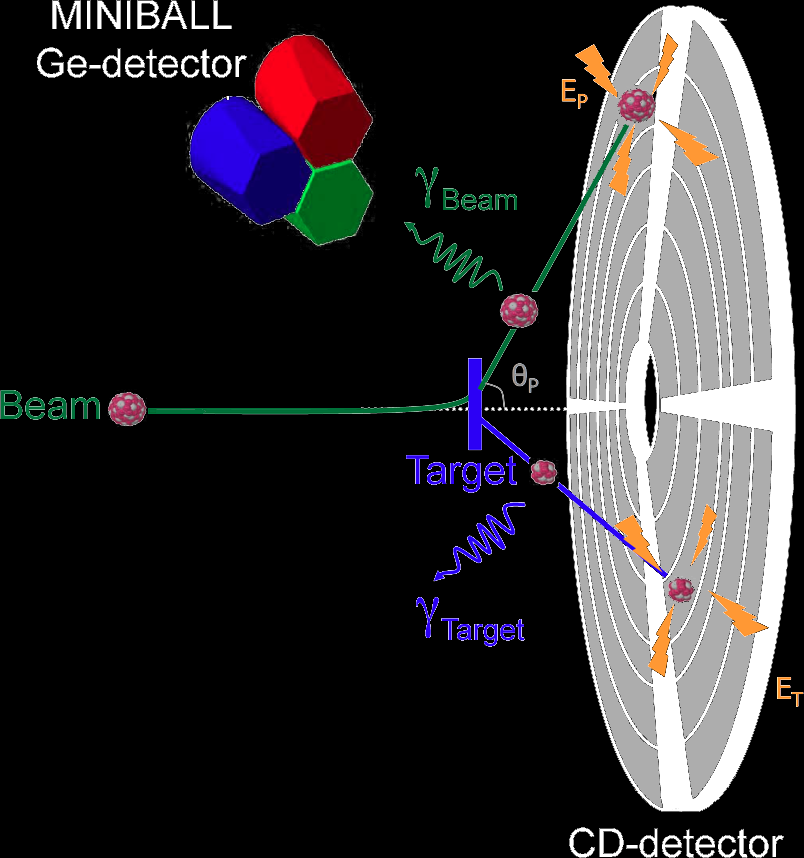 MINIBALL
Ge-detector
E_P
γ_Beam
θ_P
Beam
Target
γ_Target
E_T
CD-detector